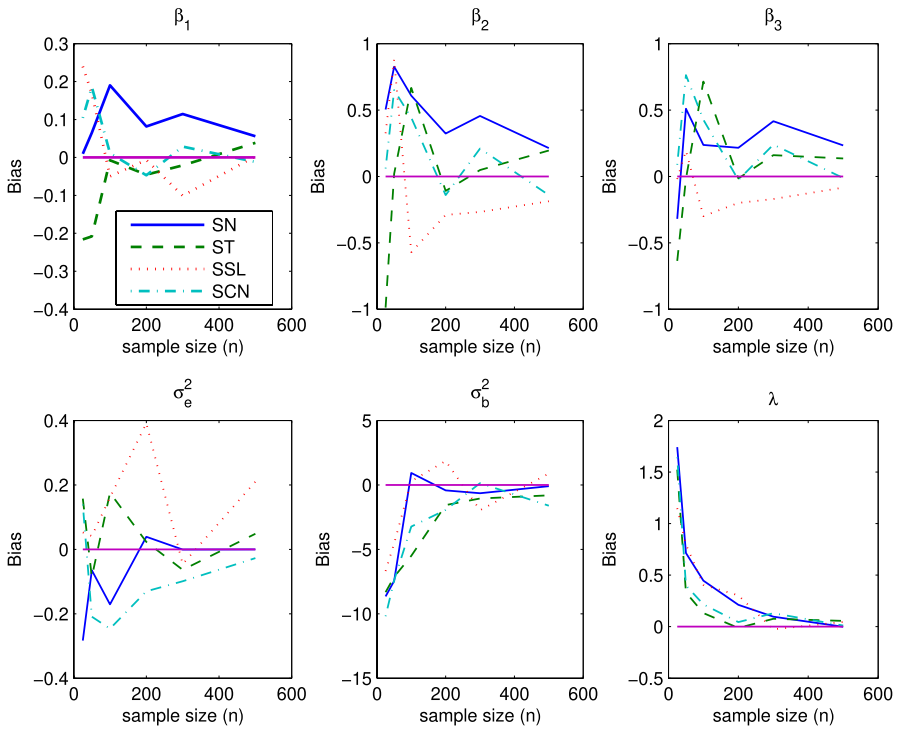 β1
0.3
0.2
0.1
0
−0.1
−0.2
−0.3
−0.4
Bias
0 200 400 600
sample size (n)
SN
ST
SSL
SCN
β2
1
0.5
0
−0.5
−1
Bias
0 200 400 600
sample size (n)
β3
1
0.5
0
−0.5
−1
Bias
0 200 400 600
sample size (n)
σe2
0.4
0.2
0
−0.2
−0.4
Bias
0 200 400 600
sample size (n)
σb2
5
0
−5
−10
−15
Bias
0 200 400 600
sample size (n)
λ
2
1.5
1
0.5
0
−0.5
Bias
0 200 400 600
sample size (n)